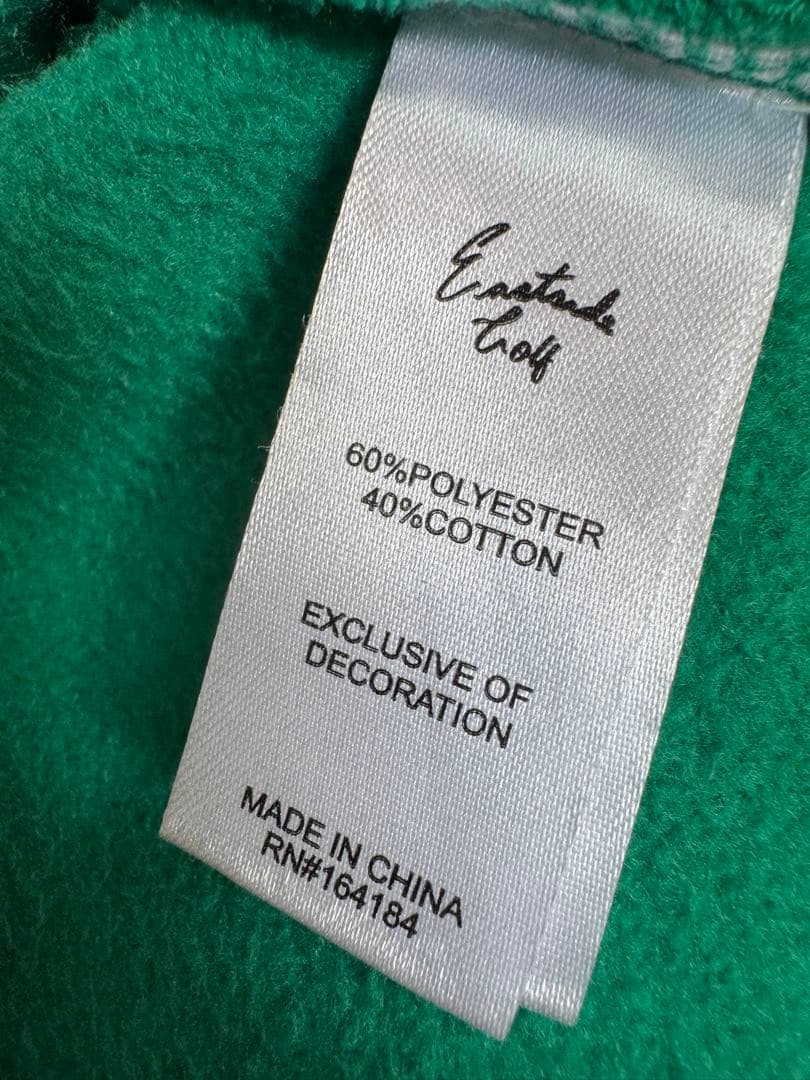 Eastside
Golf
60%POLYESTER
40%COTTON
EXCLUSIVE OF
DECORATION
MADE IN CHINA
RN#164184